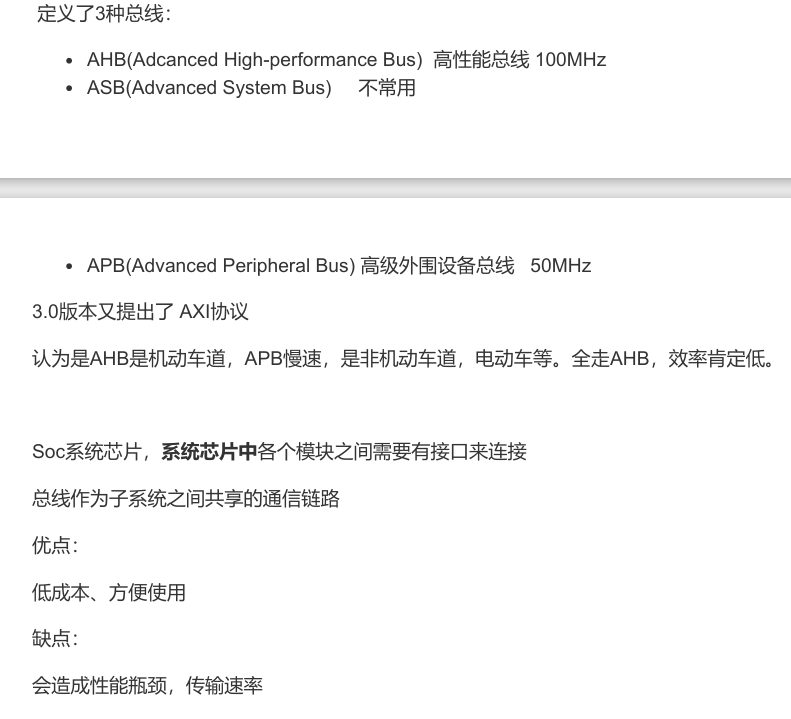 定义了3种总线：
• AHB(Adcanced High-performance Bus) 高性能总线 100MHz
• ASB(Advanced System Bus) 不常用
• APB(Advanced Peripheral Bus) 高级外围设备总线 50MHz
3.0版本又提出了 AXI协议
认为是AHB是机动车道，APB慢速，是非机动车道，电动车等。全走AHB，效率肯定低。
Soc系统芯片，系统芯片中各个模块之间需要有接口来连接
总线作为子系统之间共享的通信链路
优点：
低成本、方便使用
缺点：
会造成性能瓶颈，传输速率